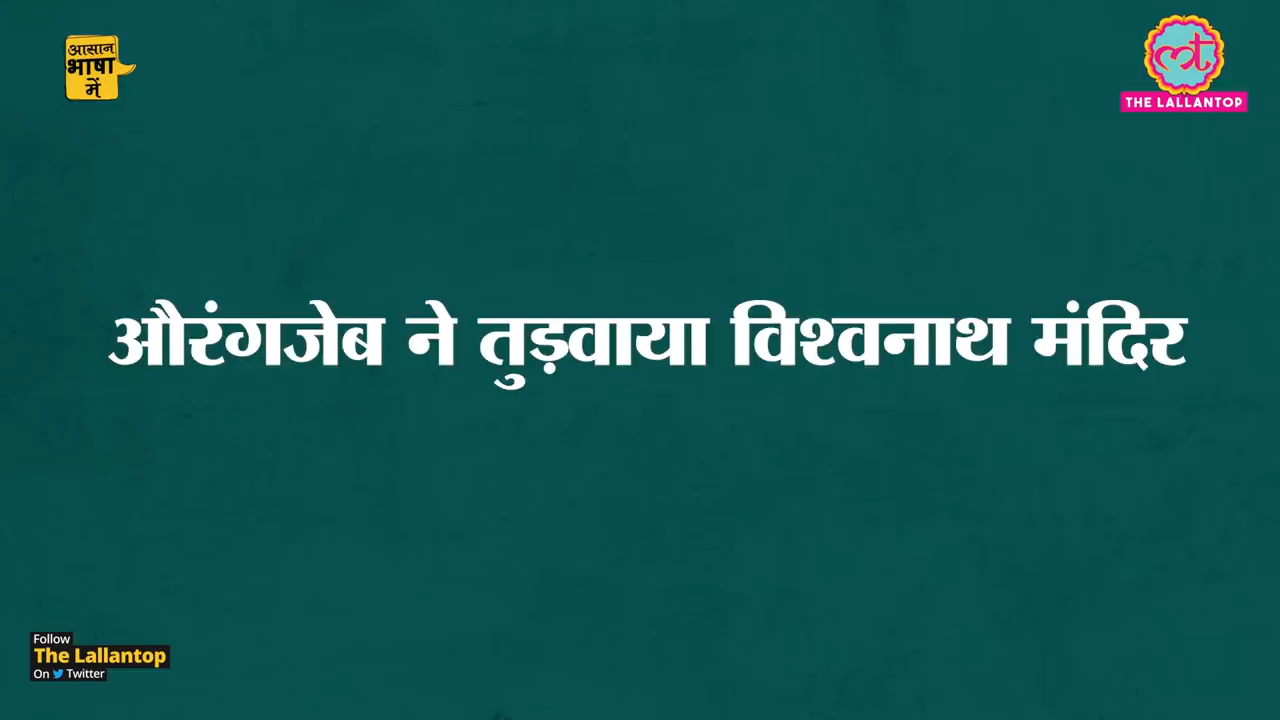 आसान
भाषा
में
THE LALLANTOP
औरंगजेब ने तुड़वाया विश्वनाथ मंदिर
Follow
The Lallantop
On Twitter